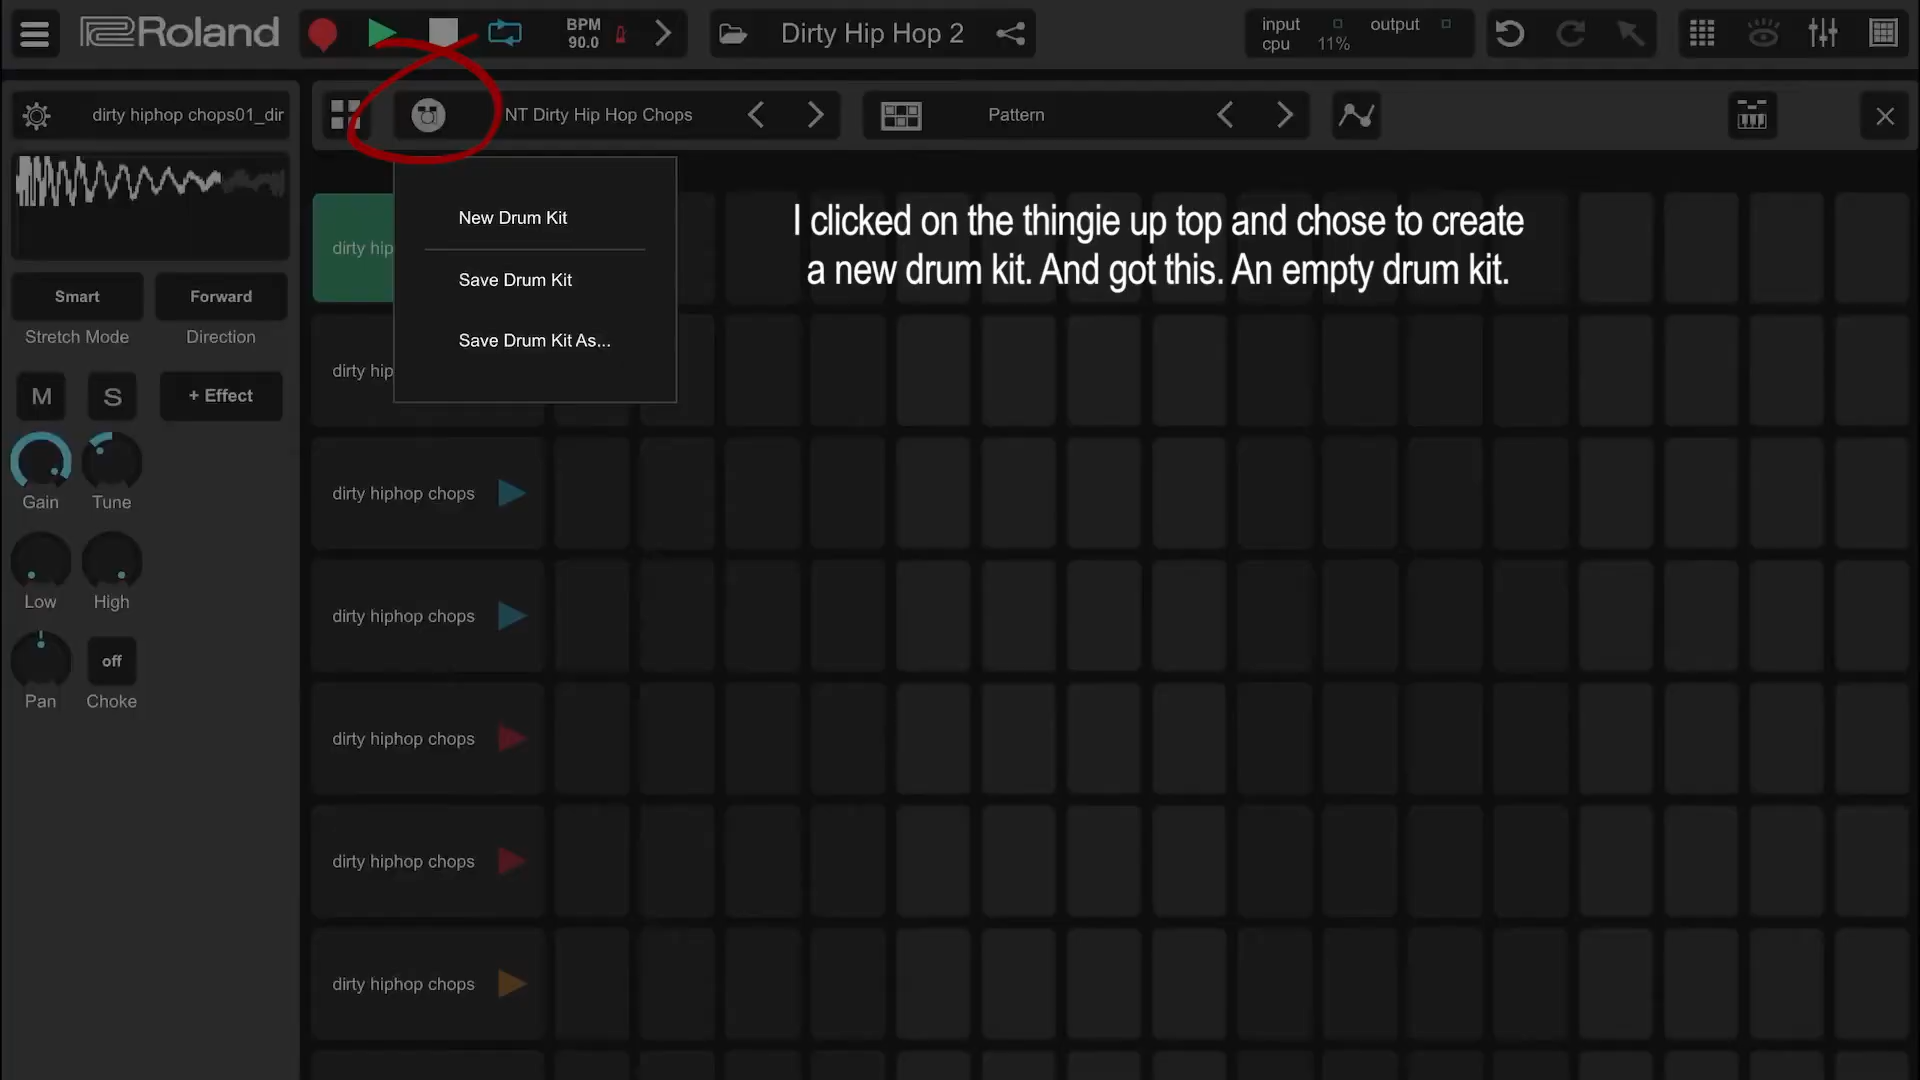 Roland
BPM
90.0
Dirty Hip Hop 2
input
cpu 11%
output
dirty hiphop chops01_dir
NT Dirty Hip Hop Chops
Pattern
New Drum Kit
Save Drum Kit
Save Drum Kit As...
I clicked on the thingie up top and chose to create
a new drum kit. And got this. An empty drum kit.
dirty hip
dirty hip
dirty hiphop chops
dirty hiphop chops
dirty hiphop chops
dirty hiphop chops
dirty hiphop chops
Smart
Forward
Stretch Mode
Direction
M
S
+ Effect
Gain
Tune
Low
High
off
Pan
Choke